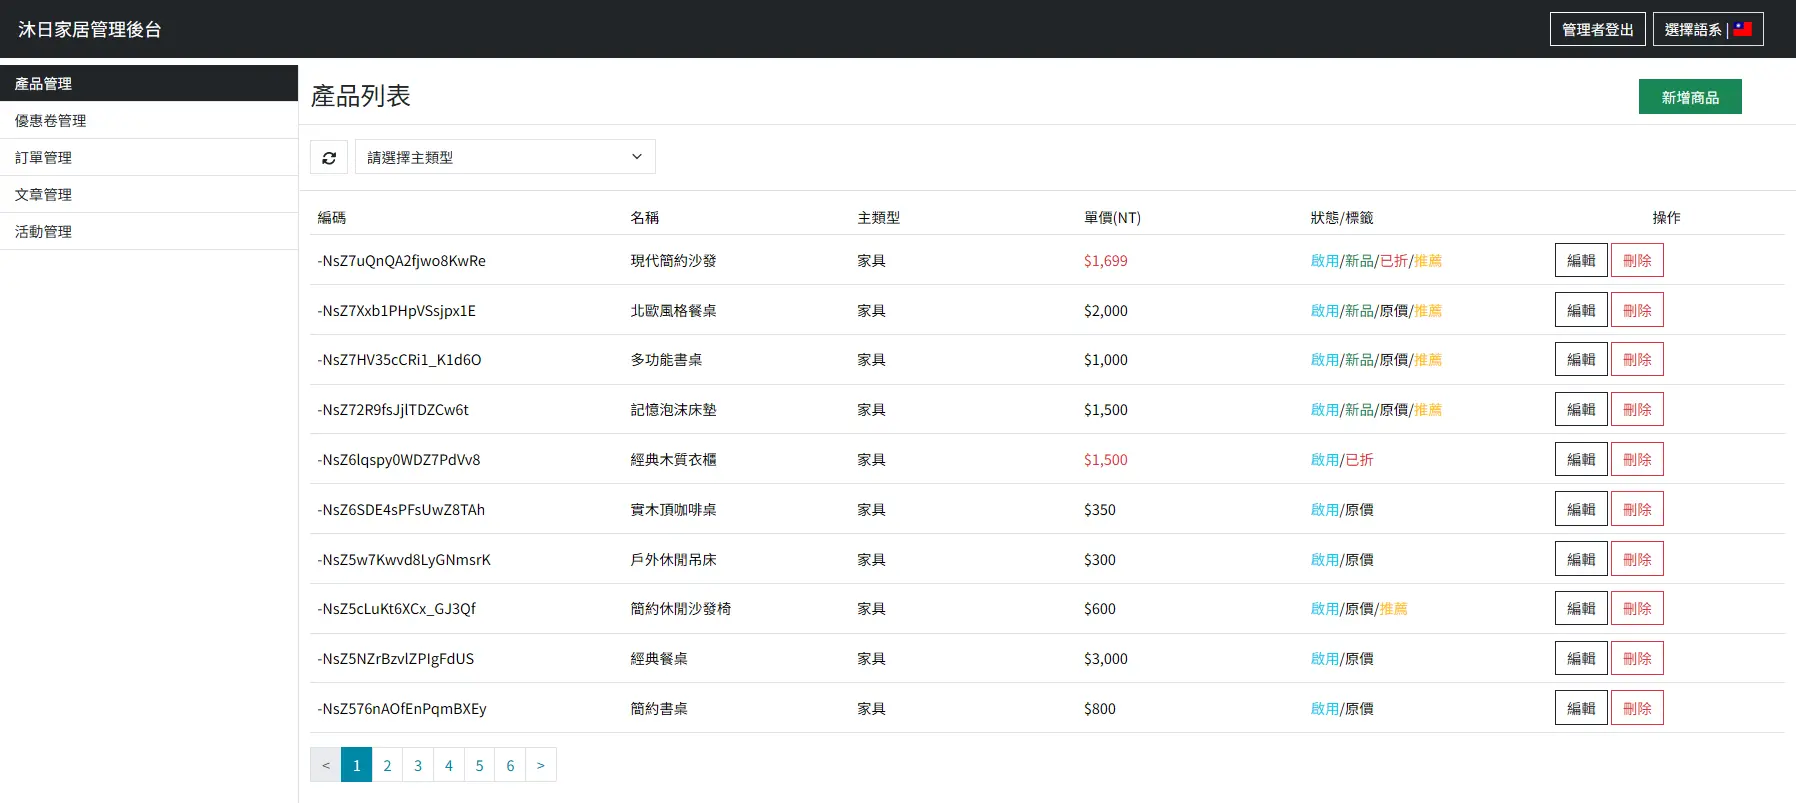 沐日家居管理後台
管理者登出
選擇語系 |
產品管理
優惠卷管理
訂單管理
文章管理
活動管理
產品列表
新增商品
請選擇主類型
編碼 名稱 主類型 單價(NT) 狀態/標籤 操作
-NsZ7uQnQA2fjwo8KwRe 現代簡約沙發 家具 $1,699 啟用/新品/已折/推薦 編輯 刪除
-NsZ7Xxb1PHpVSsjpx1E 北歐風格餐桌 家具 $2,000 啟用/新品/原價/推薦 編輯 刪除
-NsZ7HV35cCRi1_K1d6O 多功能書桌 家具 $1,000 啟用/新品/原價/推薦 編輯 刪除
-NsZ72R9fsJjlTDZCw6t 記憶泡沫床墊 家具 $1,500 啟用/新品/原價/推薦 編輯 刪除
-NsZ6lqspy0WDZ7PdVv8 經典木質衣櫃 家具 $1,500 啟用/已折 編輯 刪除
-NsZ6SDE4sPFsUwZ8TAh 實木頂咖啡桌 家具 $350 啟用/原價 編輯 刪除
-NsZ5w7Kwvd8LyGNmsrK 戶外休閒吊床 家具 $300 啟用/原價 編輯 刪除
-NsZ5cLuKt6XCx_GJ3Qf 簡約休閒沙發椅 家具 $600 啟用/原價/推薦 編輯 刪除
-NsZ5NZrBzvlZPIgFdUS 經典餐桌 家具 $3,000 啟用/原價 編輯 刪除
-NsZ576nAOfEnPqmBXEy 簡約書桌 家具 $800 啟用/原價 編輯 刪除
< 1 2 3 4 5 6 >